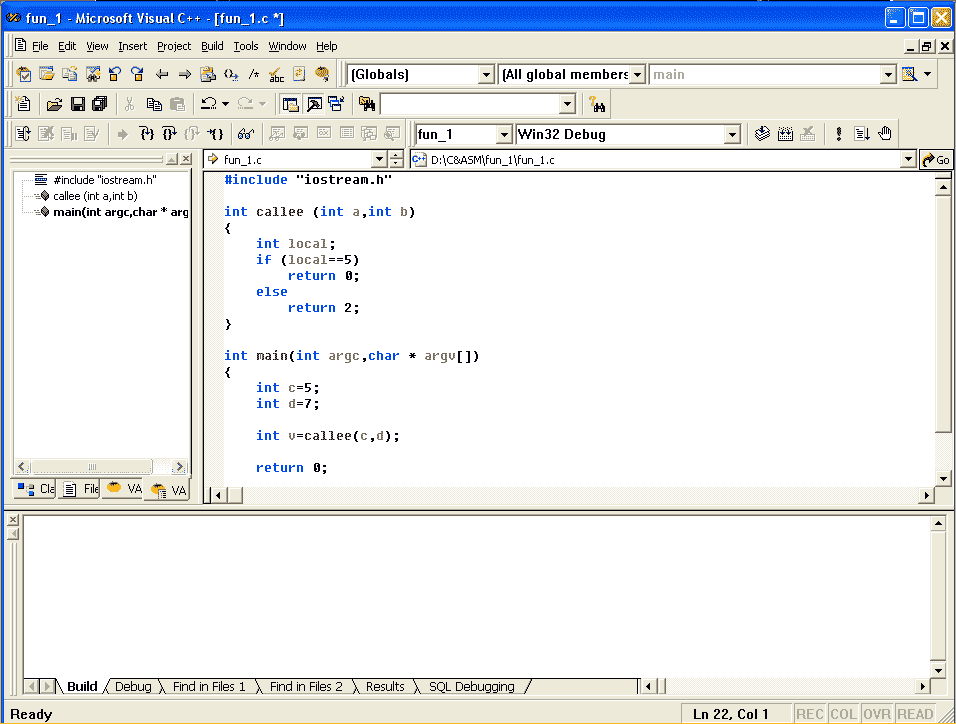 fun_1 - Microsoft Visual C++ - [fun_1.c *]
File Edit View Insert Project Build Tools Window Help
(Globals) (All global members main
fun_1 Win32 Debug
fun_1.c D:\C&ASM\fun_1\fun_1.c Go
#include "iostream.h"
callee (int a,int b)
main(int argc,char * arg
#include "iostream.h"
int callee (int a,int b)
{
int local;
if (local==5)
return 0;
else
return 2;
}
int main(int argc,char * argv[])
{
int c=5;
int d=7;
int v=callee(c,d);
return 0;
Cla File VA VA
Build Debug Find in Files 1 Find in Files 2 Results SQL Debugging
Ready Ln 22, Col 1 REC COL OVR READ